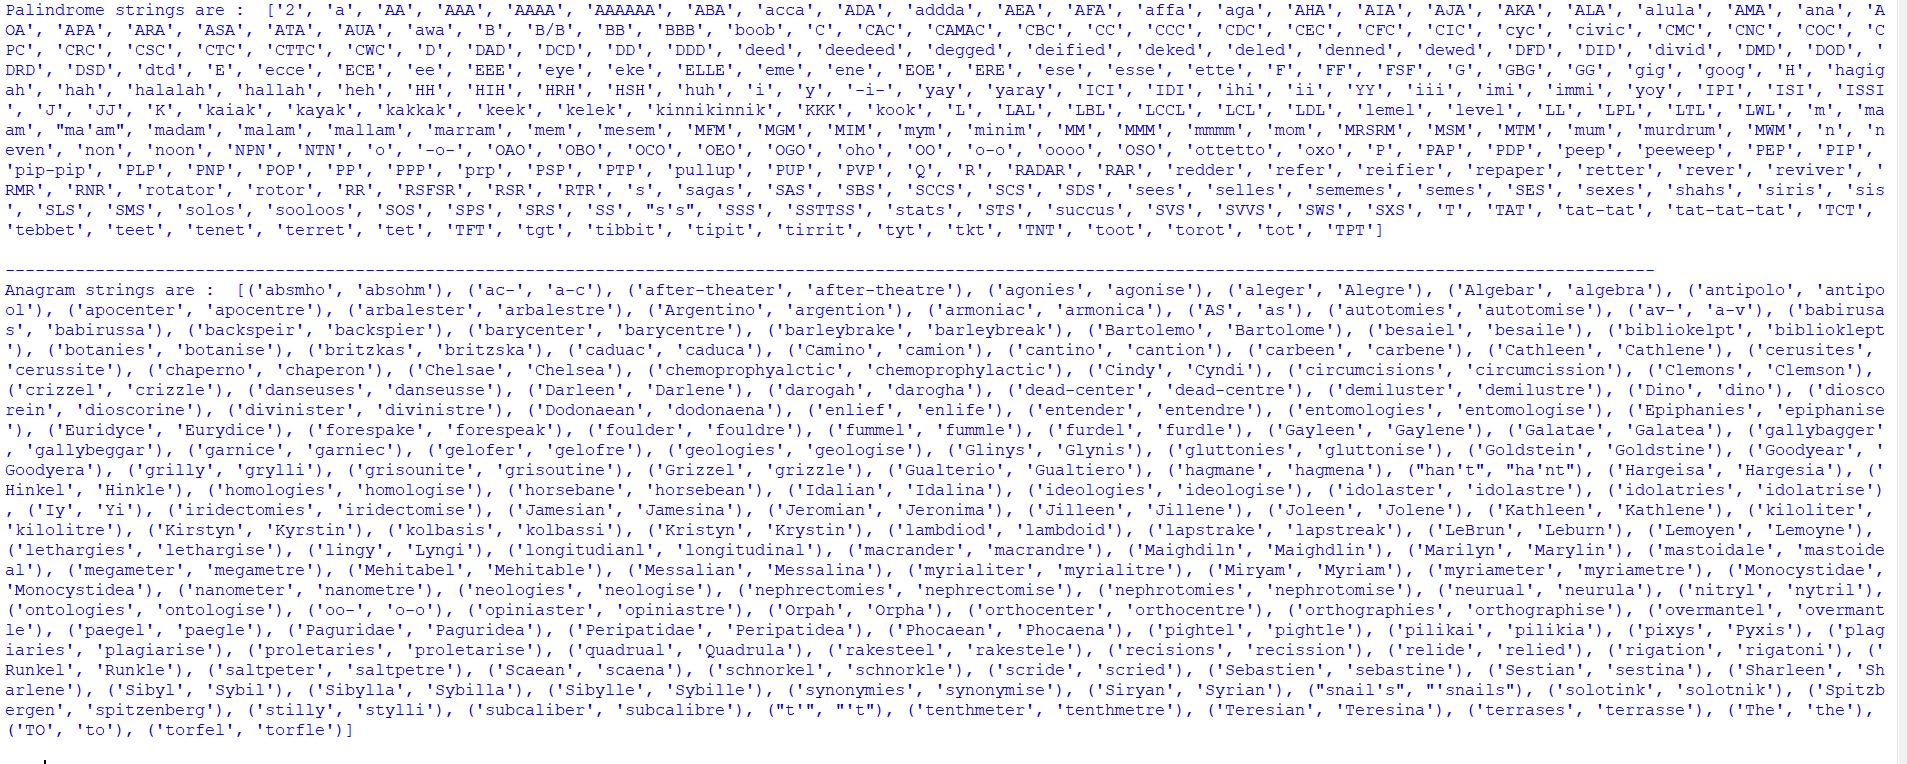 Palindrome strings are :  ['2', 'a', 'AA', 'AAA', 'AAAA', 'AAAAAA', 'ABA', 'acca', 'ADA', 'addda', 'AEA', 'AFA', 'affa', 'aga', 'AHA', 'AIA', 'AJA', 'AKA', 'ALA', 'alula', 'AMA', 'ana', 'A
OA', 'APA', 'ARA', 'ASA', 'ATA', 'AUA', 'awa', 'B', 'B/B', 'BB', 'BBB', 'boob', 'C', 'CAC', 'CAMAC', 'CBC', 'CC', 'CCC', 'CDC', 'CEC', 'CFC', 'CIC', 'cyc', 'civic', 'CMC', 'CNC', 'COC', 'C
PC', 'CRC', 'CSC', 'CTC', 'CTTC', 'CWC', 'D', 'DAD', 'DCD', 'DD', 'DDD', 'deed', 'deedeed', 'degged', 'deified', 'deked', 'deled', 'denned', 'dewed', 'DFD', 'DID', 'divid', 'DMD', 'DOD', '
DRD', 'DSD', 'dtd', 'E', 'ecce', 'ECE', 'ee', 'EEE', 'eye', 'eke', 'ELLE', 'eme', 'ene', 'EOE', 'ERE', 'ese', 'esse', 'ette', 'F', 'FF', 'FSF', 'G', 'GBG', 'GG', 'gig', 'goog', 'H', 'hagig
ah', 'hah', 'halalah', 'hallah', 'heh', 'HH', 'HIH', 'HRH', 'HSH', 'huh', 'i', 'y', '-i-', 'yay', 'yaray', 'ICI', 'IDI', 'ihi', 'ii', 'YY', 'iii', 'imi', 'immi', 'yoy', 'IPI', 'ISI', 'ISSI
', 'J', 'JJ', 'K', 'kaiak', 'kayak', 'kakkak', 'keek', 'kelek', 'kinnikinnik', 'KKK', 'kook', 'L', 'LAL', 'LBL', 'LCCL', 'LCL', 'LDL', 'lemel', 'level', 'LL', 'LPL', 'LTL', 'LWL', 'm', 'ma
am', "ma'am", 'madam', 'malam', 'mallam', 'marram', 'mem', 'mesem', 'MFM', 'MGM', 'MIM', 'mym', 'minim', 'MM', 'MMM', 'mmmm', 'mom', 'MRSRM', 'MSM', 'MTM', 'mum', 'murdrum', 'MWM', 'n', 'n
even', 'non', 'noon', 'NPN', 'NTN', 'o', '-o-', 'OAO', 'OBO', 'OCO', 'OEO', 'OGO', 'oho', 'OO', 'o-o', 'oooo', 'OSO', 'ottetto', 'oxo', 'P', 'PAP', 'PDP', 'peep', 'peeweep', 'PEP', 'PIP',
'pip-pip', 'PLP', 'PNP', 'POP', 'PP', 'PPP', 'prp', 'PSP', 'PTP', 'pullup', 'PUP', 'PVP', 'Q', 'R', 'RADAR', 'RAR', 'redder', 'refer', 'reifier', 'repaper', 'retter', 'rever', 'reviver', '
RMR', 'RNR', 'rotator', 'rotor', 'RR', 'RSFSR', 'RSR', 'RTR', 's', 'sagas', 'SAS', 'SBS', 'SCCS', 'SCS', 'SDS', 'sees', 'selles', 'sememes', 'semes', 'SES', 'sexes', 'shahs', 'siris', 'sis
', 'SLS', 'SMS', 'solos', 'sooloos', 'SOS', 'SPS', 'SRS', 'SS', "s's", 'SSS', 'SSTTSS', 'stats', 'STS', 'succus', 'SVS', 'SVVS', 'SWS', 'SXS', 'T', 'TAT', 'tat-tat', 'tat-tat-tat', 'TCT',
'tebbet', 'teet', 'tenet', 'terret', 'tet', 'TFT', 'tgt', 'tibbit', 'tipit', 'tirrit', 'tyt', 'tkt', 'TNT', 'toot', 'torot', 'tot', 'TPT']
---------------------------------------------------------------------------------------------------------------------------------------------------------------------
Anagram strings are :  [('absmho', 'absohm'), ('ac-', 'a-c'), ('after-theater', 'after-theatre'), ('agonies', 'agonise'), ('aleger', 'Alegre'), ('Algebar', 'algebra'), ('antipolo', 'antipo
ol'), ('apocenter', 'apocentre'), ('arbalester', 'arbalestre'), ('Argentino', 'argention'), ('armoniac', 'armonica'), ('AS', 'as'), ('autotomies', 'autotomise'), ('av-', 'a-v'), ('babirusa
s', 'babirussa'), ('backspeir', 'backspier'), ('barycenter', 'barycentre'), ('barleybrake', 'barleybreak'), ('Bartolemo', 'Bartolome'), ('besaiel', 'besaile'), ('bibliokelpt', 'biblioklept
'), ('botanies', 'botanise'), ('britzkas', 'britzska'), ('caduac', 'caduca'), ('Camino', 'camion'), ('cantino', 'cantion'), ('carbeen', 'carbene'), ('Cathleen', 'Cathlene'), ('cerusites',
'cerussite'), ('chaperno', 'chaperon'), ('Chelsae', 'Chelsea'), ('chemoprophyalctic', 'chemoprophylactic'), ('Cindy', 'Cyndi'), ('circumcisions', 'circumcission'), ('Clemons', 'Clemson'),
('crizzel', 'crizzle'), ('danseuses', 'danseusse'), ('Darleen', 'Darlene'), ('darogah', 'darogha'), ('dead-center', 'dead-centre'), ('demiluster', 'demilustre'), ('Dino', 'dino'), ('diosco
rein', 'dioscorine'), ('divinister', 'divinistre'), ('Dodonaean', 'dodonaena'), ('enlief', 'enlife'), ('entender', 'entendre'), ('entomologies', 'entomologise'), ('Epiphanies', 'epiphanise
'), ('Euridyce', 'Eurydice'), ('forespake', 'forespeak'), ('foulder', 'fouldre'), ('fummel', 'fummle'), ('furdel', 'furdle'), ('Gayleen', 'Gaylene'), ('Galatae', 'Galatea'), ('gallybagger'
, 'gallybeggar'), ('garnice', 'garniec'), ('gelofer', 'gelofre'), ('geologies', 'geologise'), ('Glinys', 'Glynis'), ('gluttonies', 'gluttonise'), ('Goldstein', 'Goldstine'), ('Goodyear', '
Goodyera'), ('grilly', 'grylli'), ('grisounite', 'grisoutine'), ('Grizzel', 'grizzle'), ('Gualterio', 'Gualtiero'), ('hagmane', 'hagmena'), ("han't", "ha'nt"), ('Hargeisa', 'Hargesia'), ('
Hinkel', 'Hinkle'), ('homologies', 'homologise'), ('horsebane', 'horsebean'), ('Idalian', 'Idalina'), ('ideologies', 'ideologise'), ('idolaster', 'idolastre'), ('idolatries', 'idolatrise')
, ('Iy', 'Yi'), ('iridectomies', 'iridectomise'), ('Jamesian', 'Jamesina'), ('Jeromian', 'Jeronima'), ('Jilleen', 'Jillene'), ('Joleen', 'Jolene'), ('Kathleen', 'Kathlene'), ('kiloliter',
'kilolitre'), ('Kirstyn', 'Kyrstin'), ('kolbasis', 'kolbassi'), ('Kristyn', 'Krystin'), ('lambdiod', 'lambdoid'), ('lapstrake', 'lapstreak'), ('LeBrun', 'Leburn'), ('Lemoyen', 'Lemoyne'),
('lethargies', 'lethargise'), ('lingy', 'Lyngi'), ('longitudianl', 'longitudinal'), ('macrander', 'macrandre'), ('Maighdiln', 'Maighdlin'), ('Marilyn', 'Marylin'), ('mastoidale', 'mastoide
al'), ('megameter', 'megametre'), ('Mehitabel', 'Mehitable'), ('Messalian', 'Messalina'), ('myrialiter', 'myrialitre'), ('Miryam', 'Myriam'), ('myriameter', 'myriametre'), ('Monocystidae',
'Monocystidea'), ('nanometer', 'nanometre'), ('neologies', 'neologise'), ('nephrectomies', 'nephrectomise'), ('nephrotomies', 'nephrotomise'), ('neurual', 'neurula'), ('nitryl', 'nytril'),
('ontologies', 'ontologise'), ('oo-', 'o-o'), ('opiniaster', 'opiniastre'), ('Orpah', 'Orpha'), ('orthocenter', 'orthocentre'), ('orthographies', 'orthographise'), ('overmantel', 'overmant
le'), ('paegel', 'paegle'), ('Paguridae', 'Paguridea'), ('Peripatidae', 'Peripatidea'), ('Phocaean', 'Phocaena'), ('pightel', 'pightle'), ('pilikai', 'pilikia'), ('pixys', 'Pyxis'), ('plag
iaries', 'plagiarise'), ('proletaries', 'proletarise'), ('quadrual', 'Quadrula'), ('rakesteel', 'rakestele'), ('recisions', 'recission'), ('relide', 'relied'), ('rigation', 'rigatoni'), ('
Runkel', 'Runkle'), ('saltpeter', 'saltpetre'), ('Scaean', 'scaena'), ('schnorkel', 'schnorkle'), ('scride', 'scried'), ('Sebastien', 'sebastine'), ('Sestian', 'sestina'), ('Sharleen', 'Sh
arlene'), ('Sibyl', 'Sybil'), ('Sibylla', 'Sybilla'), ('Sibylle', 'Sybille'), ('synonymies', 'synonymise'), ('Siryan', 'Syrian'), ("snail's", "'snails"), ('solotink', 'solotnik'), ('Spitzb
ergen', 'spitzenberg'), ('stilly', 'stylli'), ('subcaliber', 'subcalibre'), ("t'", "'t"), ('tenthmeter', 'tenthmetre'), ('Teresian', 'Teresina'), ('terrases', 'terrasse'), ('The', 'the'),
('TO', 'to'), ('torfel', 'torfle')]